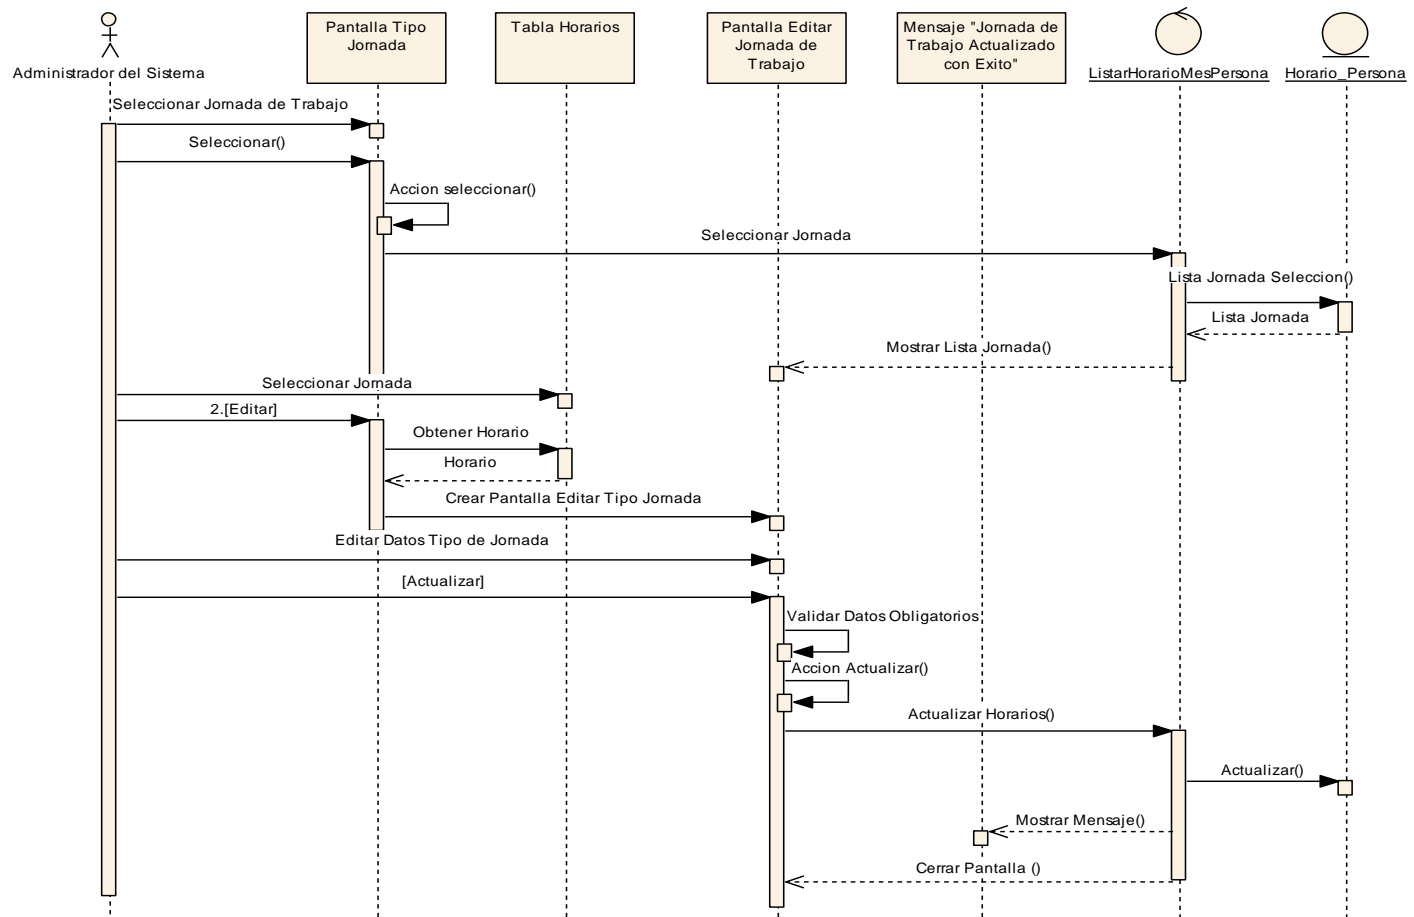 Administrador del Sistema
Pantalla Tipo
Jornada
Tabla Horarios
Pantalla Editar
Jornada de
Trabajo
Mensaje "Jornada de
Trabajo Actualizado
con Exito"
ListarHorarioMesPersona
Horario_Persona
Seleccionar Jornada de Trabajo
Seleccionar()
Accion seleccionar()
Seleccionar Jornada
Lista Jornada Seleccion()
Lista Jornada
Mostrar Lista Jornada()
Seleccionar Jornada
2.[Editar]
Obtener Horario
Horario
Crear Pantalla Editar Tipo Jornada
Editar Datos Tipo de Jornada
[Actualizar]
Validar Datos Obligatorios
Accion Actualizar()
Actualizar Horarios()
Actualizar()
Mostrar Mensaje()
Cerrar Pantalla ()